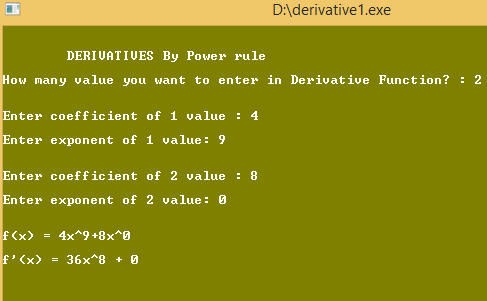 D:\derivative1.exe
DERIVATIVES By Power rule
How many value you want to enter in Derivative Function? : 2
Enter coefficient of 1 value : 4
Enter exponent of 1 value: 9
Enter coefficient of 2 value : 8
Enter exponent of 2 value: 0
f(x) = 4x^9+8x^0
f'(x) = 36x^8 + 0